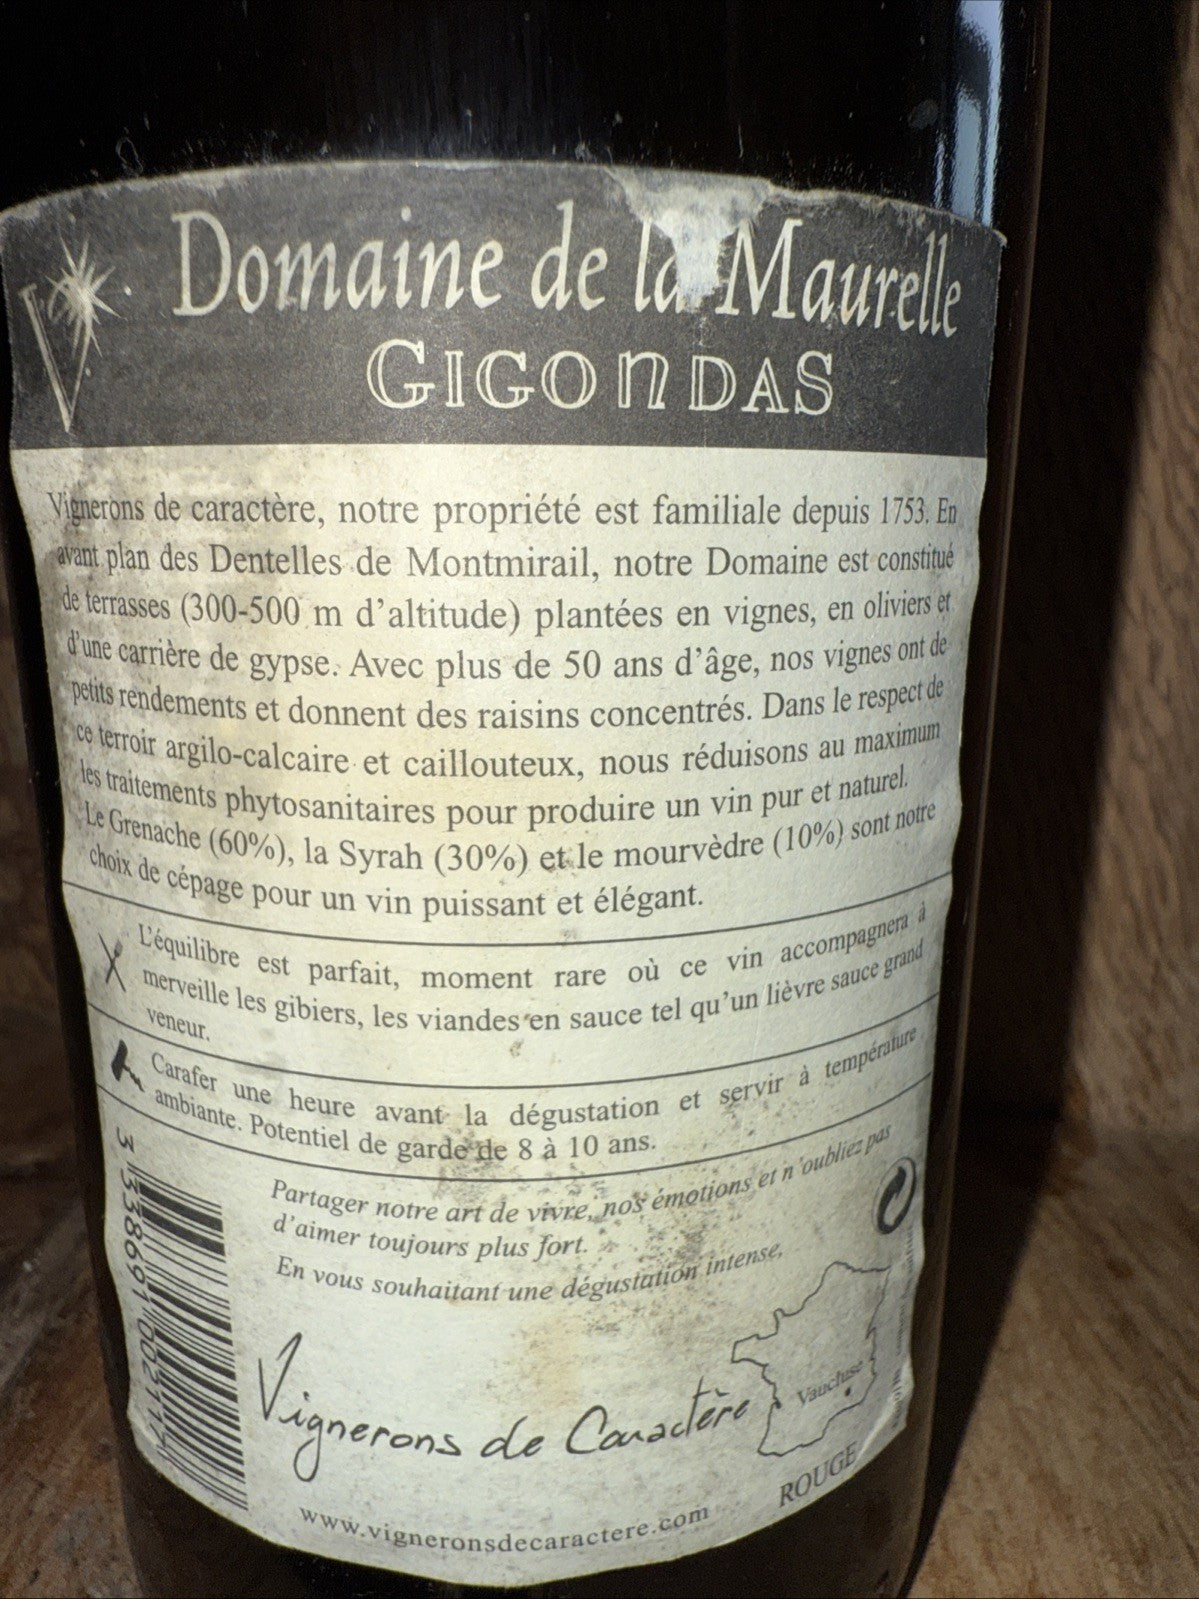 Domaine de la Maurelle
GIGONDAS
Vignerons de caractère, notre propriété est familiale depuis 1753. En
avant plan des Dentelles de Montmirail, notre Domaine est constitué
de terrasses (300-500 m d'altitude) plantées en vignes, en oliviers et
d'une carrière de gypse. Avec plus de 50 ans d'âge, nos vignes ont de
petits rendements et donnent des raisins concentrés. Dans le respect de
ce terroir argilo-calcaire et caillouteux, nous réduisons au maximum
les traitements phytosanitaires pour produire un vin pur et naturel.
Le Grenache (60%), la Syrah (30%) et le mourvèdre (10%) sont notre
choix de cépage pour un vin puissant et élégant.
L'équilibre est parfait, moment rare où ce vin accompagnera à
merveille les gibiers, les viandes en sauce tel qu'un lièvre sauce grand
veneur.
Carafer une heure avant la dégustation et servir à température
ambiante. Potentiel de garde de 8 à 10 ans.
Partager notre art de vivre, nos émotions et n'oubliez pas
d'aimer toujours plus fort.
En vous souhaitant une dégustation intense,
Vignerons de Caractère
Vaucluse
ROUGE
www.vigneronsdecaractere.com